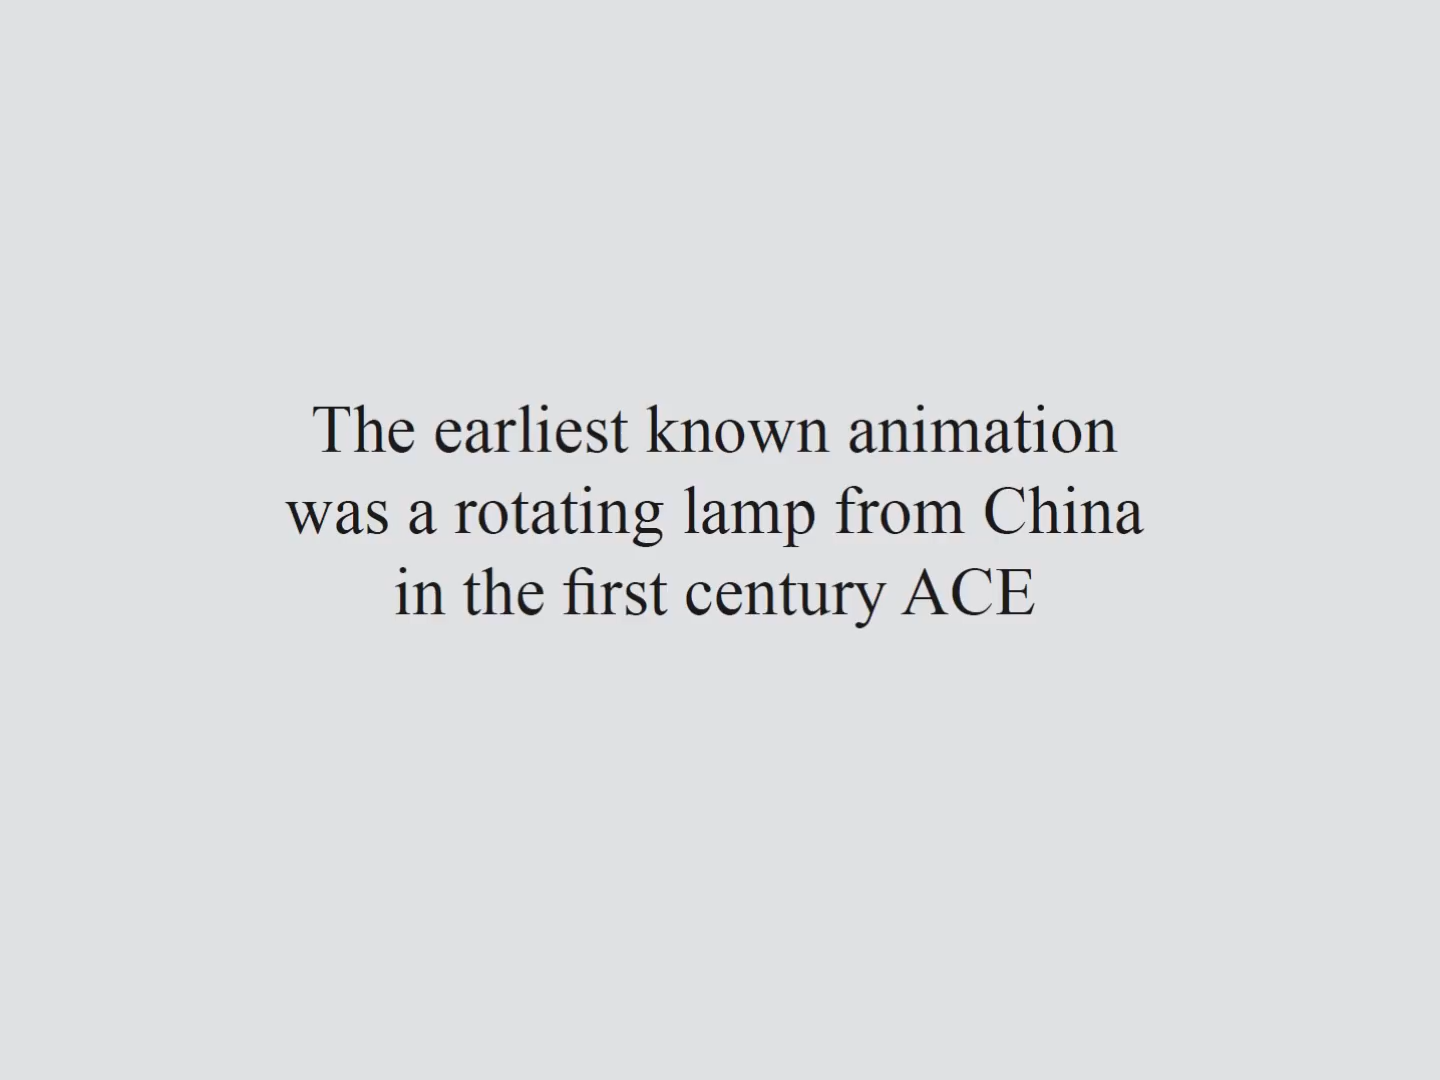 The earliest known animation
was a rotating lamp from China
in the first century ACE